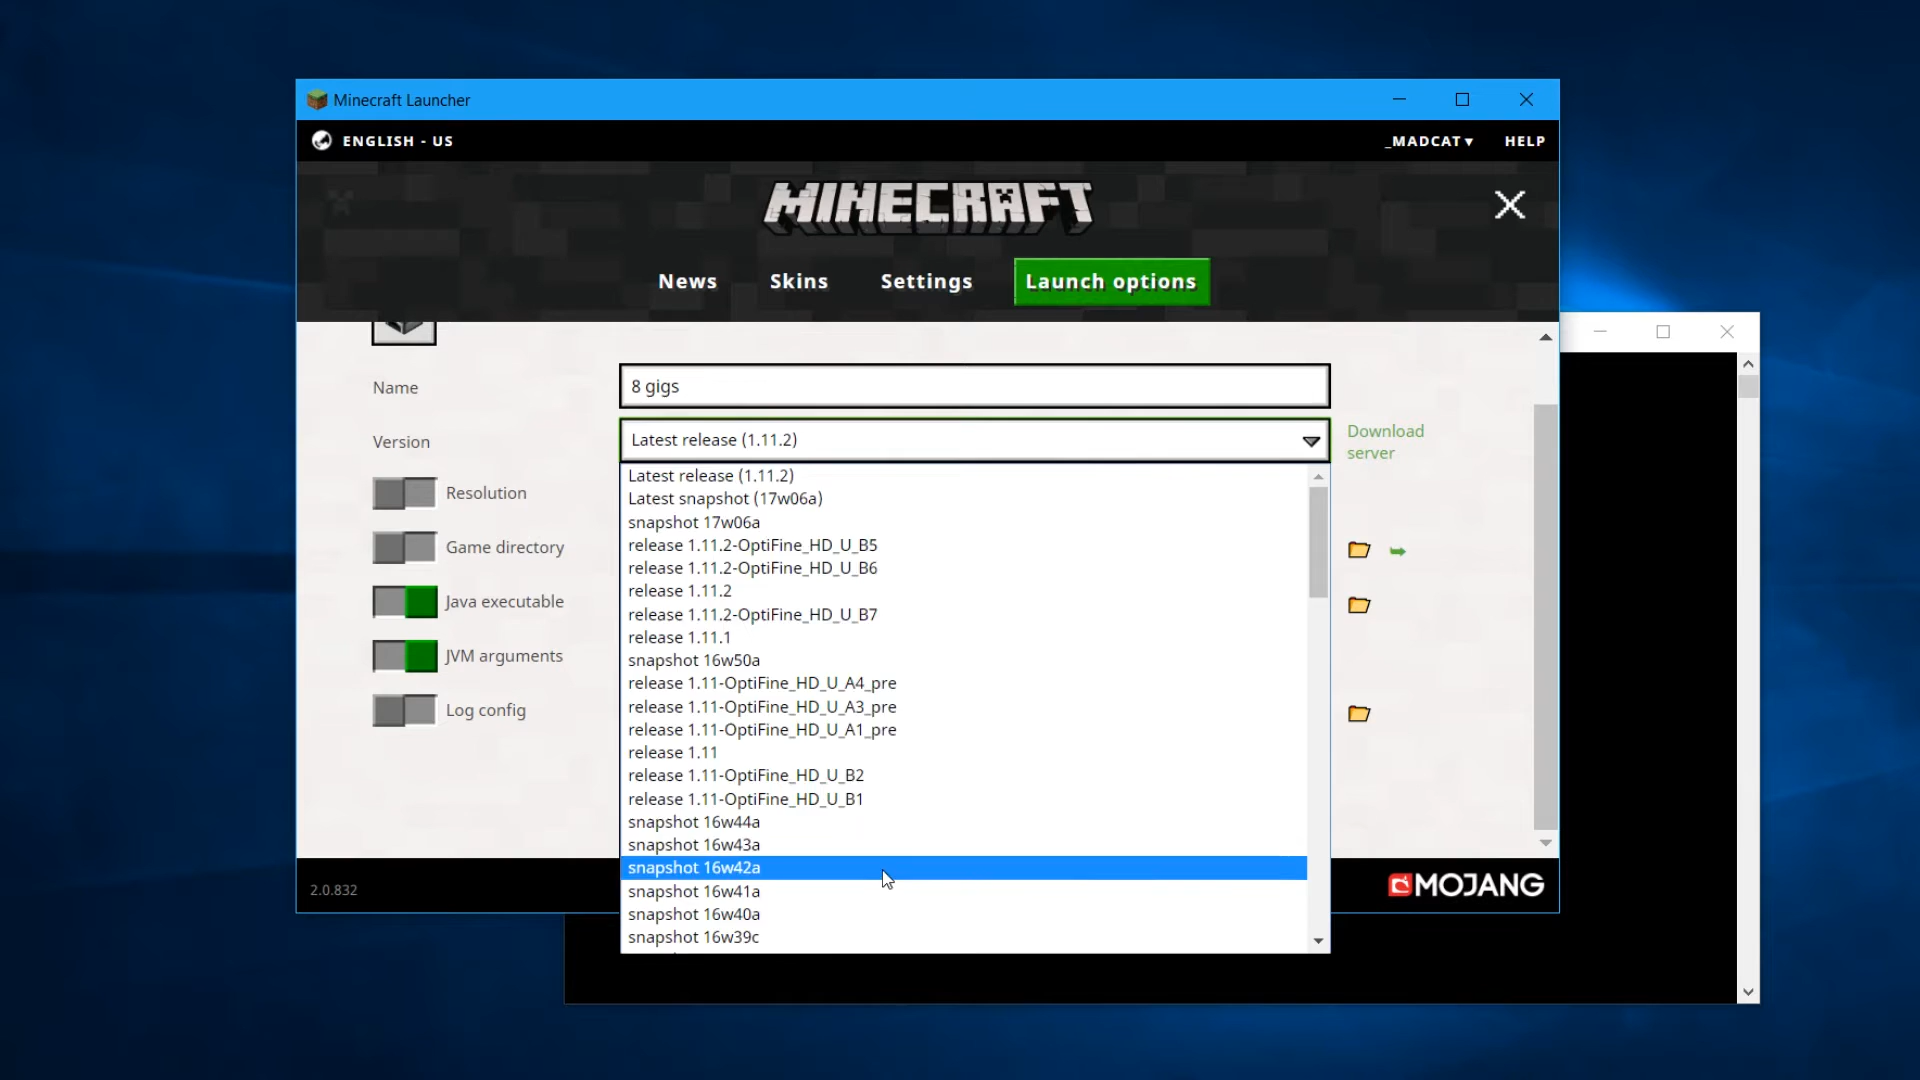 Minecraft Launcher
ENGLISH - US
_MADCAT▾
HELP
MINECRAFT
News
Skins
Settings
Launch options
Name
8 gigs
Version
Latest release (1.11.2)
Download
server
Latest release (1.11.2)
Latest snapshot (17w06a)
snapshot 17w06a
release 1.11.2-OptiFine_HD_U_B5
release 1.11.2-OptiFine_HD_U_B6
release 1.11.2
release 1.11.2-OptiFine_HD_U_B7
release 1.11.1
snapshot 16w50a
release 1.11-OptiFine_HD_U_A4_pre
release 1.11-OptiFine_HD_U_A3_pre
release 1.11-OptiFine_HD_U_A1_pre
release 1.11
release 1.11-OptiFine_HD_U_B2
release 1.11-OptiFine_HD_U_B1
snapshot 16w44a
snapshot 16w43a
snapshot 16w42a
snapshot 16w41a
snapshot 16w40a
snapshot 16w39c
Resolution
Game directory
Java executable
JVM arguments
Log config
2.0.832
MOJANG